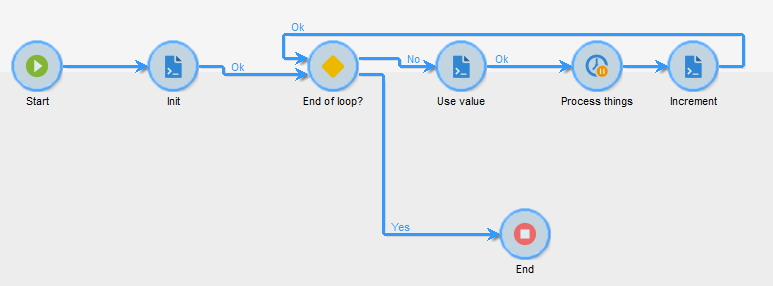 Ok
Ok
No
Ok
Start
Init
End of loop?
Use value
Process things
Increment
Yes
End